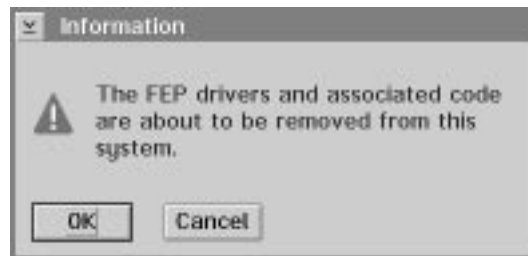 Information
The FEP drivers and associated code
are about to be removed from this
system.
OK
Cancel